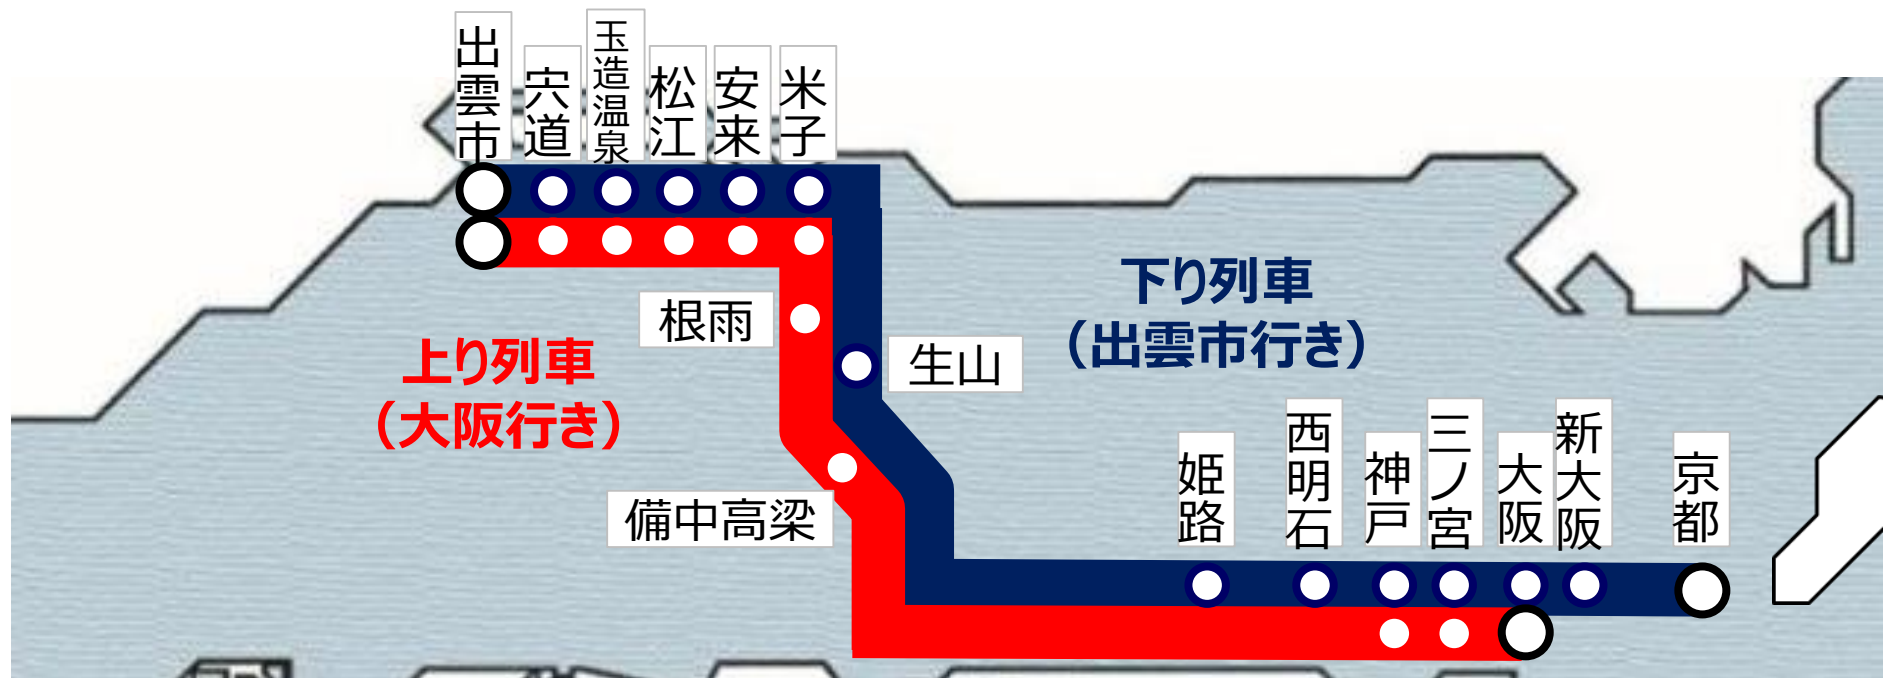 出雲市
宍道
玉造温泉
松江
安来
米子
下り列車
（出雲市行き）
根雨
上り列車
（大阪行き）
生山
備中高梁
姫路
西明石
神戸
三ノ宮
大阪
新大阪
京都